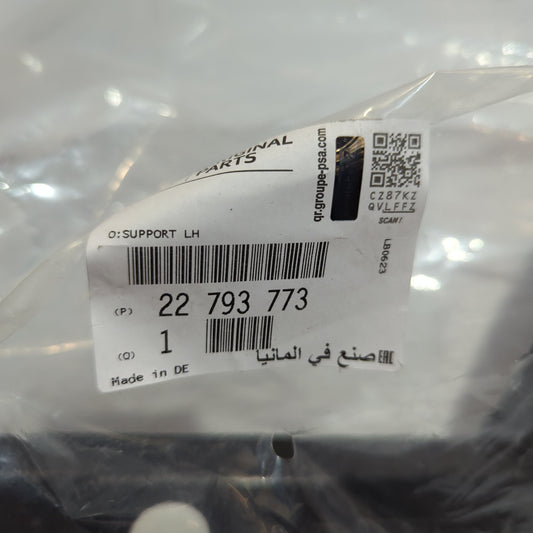 PARTS
qr.groupe-psa.com
CZ87KZ
QVLFFZ
SCAN
LB0623
O:SUPPORT LH
(P) 22 793 773
(Q) 1
صنع في المانيا EAC
Made in DE